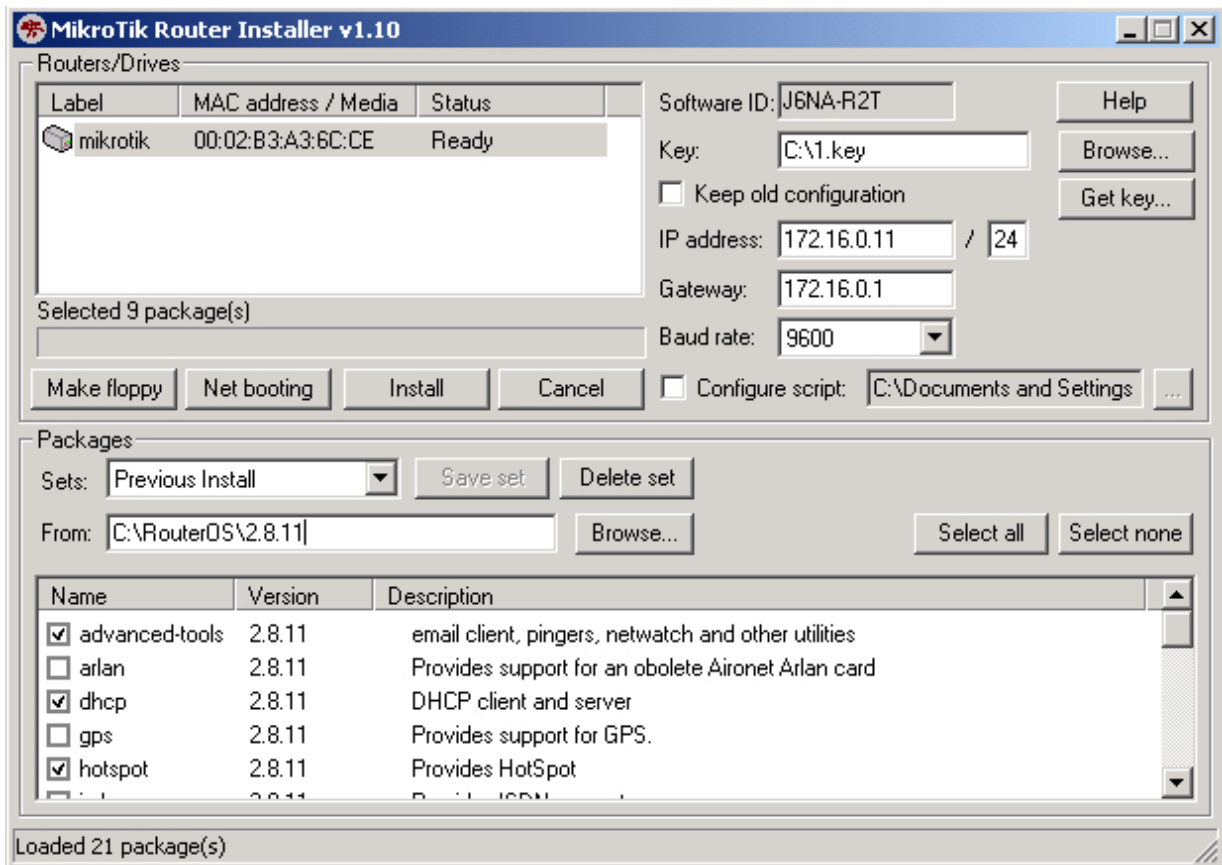 MikroTik Router Installer v1.10
Routers/Drives
Label MAC address / Media Status
mikrotik 00:02:B3:A3:6C:CE Ready
Selected 9 package(s)
Make floppy Net booting Install Cancel
Software ID: J6NA-R2T Help
Key: C:\1.key Browse...
Keep old configuration Get key...
IP address: 172.16.0.11 / 24
Gateway: 172.16.0.1
Baud rate: 9600
Configure script: C:\Documents and Settings ...
Packages
Sets: Previous Install Save set Delete set
From: C:\RouterOS\2.8.11 Browse... Select all Select none
Name Version Description
advanced-tools 2.8.11 email client, pingers, netwatch and other utilities
arlan 2.8.11 Provides support for an obolete Aironet Arlan card
dhcp 2.8.11 DHCP client and server
gps 2.8.11 Provides support for GPS.
hotspot 2.8.11 Provides HotSpot
Loaded 21 package(s)